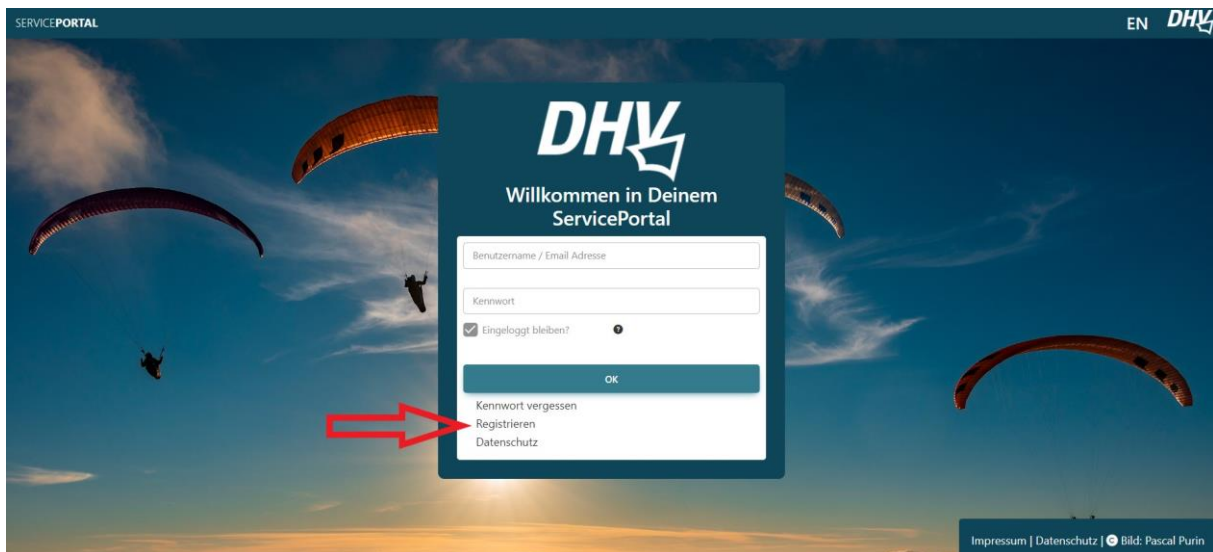 SERVICEPORTAL
EN
DHV
DHV
Willkommen in Deinem
ServicePortal
Benutzername / Email Adresse
Kennwort
Eingeloggt bleiben?
?
OK
Kennwort vergessen
Registrieren
Datenschutz
Impressum | Datenschutz | © Bild: Pascal Purin